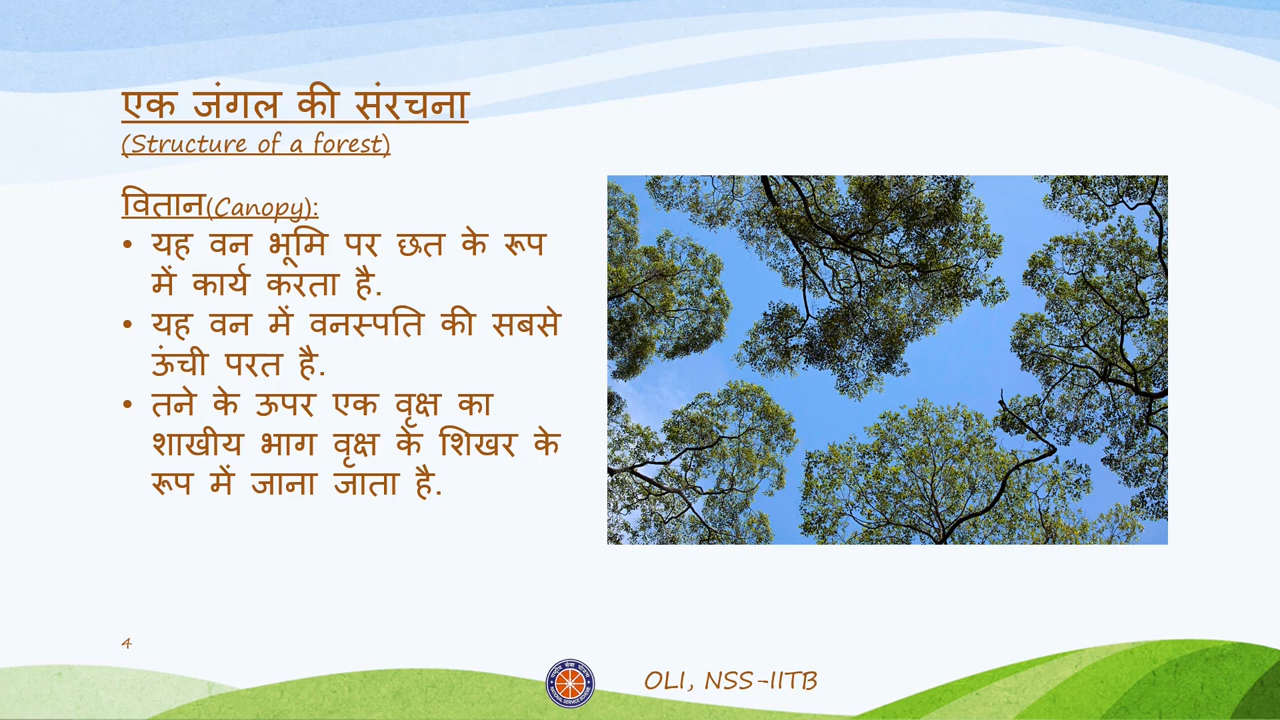 एक जंगल की संरचना
(Structure of a forest)
वितान(Canopy):
• यह वन भूमि पर छत के रूप
में कार्य करता है.
• यह वन में वनस्पति की सबसे
ऊंची परत है.
• तने के ऊपर एक वृक्ष का
शाखीय भाग वृक्ष के शिखर के
रूप में जाना जाता है.
4
OLI, NSS-IITB